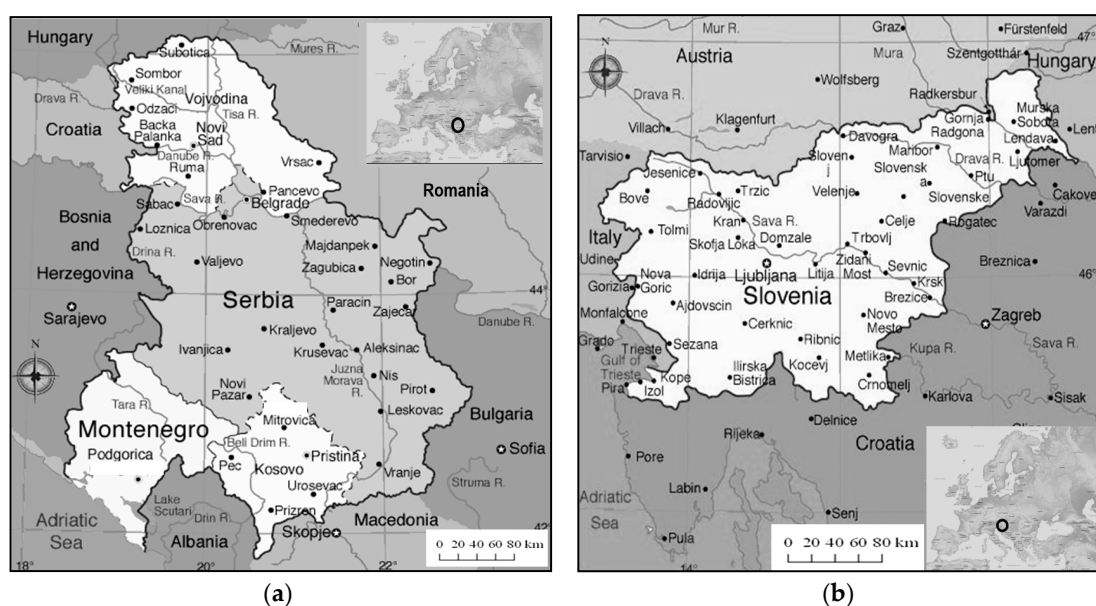 Hungary
Subotica
Mures R.
Sombor
Veliki Kanal
Vojvodina
Drava R.
Odzaci
Tisa R.
Croatia
Backa
Palanka
Novi
Sad
Danube R.
Ruma
Vrsac
Pancevo
Romania
Sava R.
Belgrado
Sabac
Obrenovac
Smederevo
Bosnia
and
Herzegovina
Loznica
Drina R.
Majdanpek
Valjevo
Zagubica
Negotin
Bor
Serbia
44
Sarajevo
Paracin
Zajeca
Danube R.
Kraljevo
N
Ivanjica
Krusevac
Aleksinac
Juzna
Morava
R.
Nis
Novi
Pazar
Pirot
Tara R.
Leskovac
Bulgaria
Mitrovica
Montenegro
Beli Drim R.
Sofia
Podgorica
Pec
Kosovo
Pristina
Vranje
Urosevac
Struma R.
Lake
Scutari
Prizren
Adriatic
Sea
Drin R.
Macedonia
42
Albania
Skopje
0 20 40 60 80 km
18°
20
22
(a)
Mur R.
Graz
Fürstenfeld
47°
Austria
Mura
Szentgotthár
N
Hungary
Wolfsberg
Radkersbur
Drava R.
Murska
Sobota
Klagenfurt
Gornja
Radgona
Villach
Davogra
Lendava
Lent
Tarvisio
Sloven
j
Maribor
Drava R.
Ljutomer
Jesenice
Slovensk
a
Ptu
Bove
Trzic
Velenje
Slovenske
Cakove
Radovljic
Varazdi
Kran
Sava R.
Celje
Rogatec
Italy
Tolmi
Skofja Loka
Domzale
Trbovlj
Udine
Zidani
Most
Breznica
Ljubljana
Litija
Sevnic
46
Nova
Goric
Idrija
Gorizia
Krsk
Slovenia
Brezice
Ajdovscin
Monfalcone
Cerknic
Novo
Mesto
Zagreb
Grado
Ribnic
Trieste
Sezana
Metlika
Kupa R.
Sava R.
Gulf of
Trieste
Kocevj
Ilirska
Bistrica
Kope
Pira
Izol
Crnomelj
Karlova
Sisak
Delnice
Rijeka
Croatia
Pore
Labin
Adriatic
Sea
Senj
Pula
0 20 40 60 80 km
14°
(b)